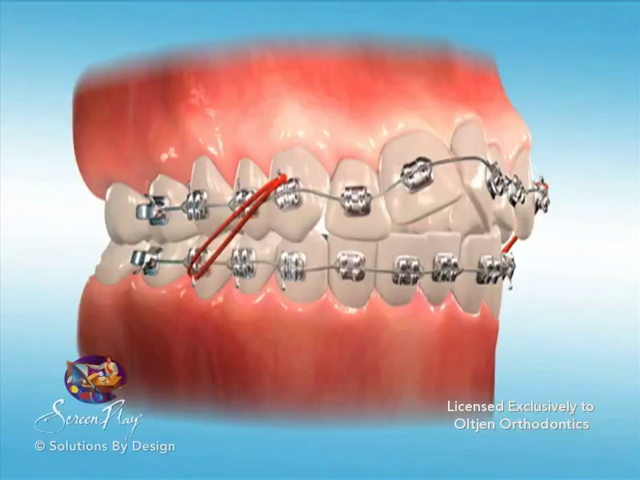 ScreenPlay
© Solutions By Design
Licensed Exclusively to
Oltjen Orthodontics